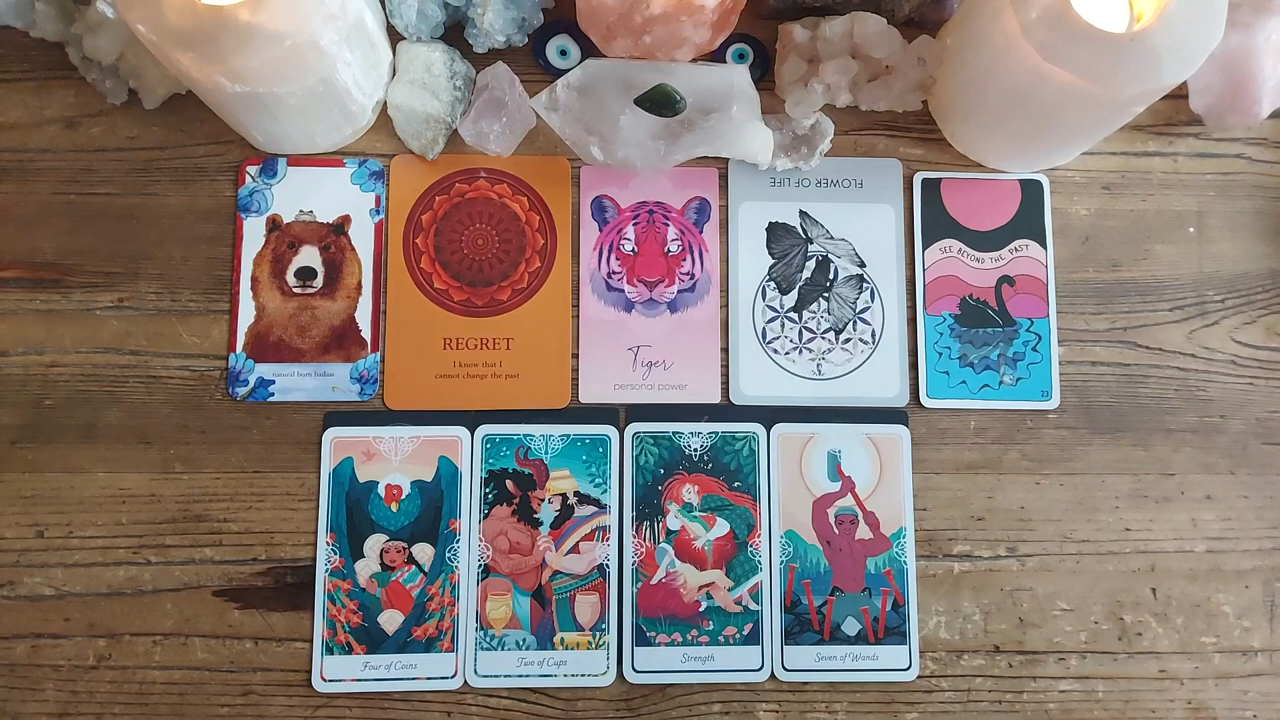 natural born badass
REGRET
I know that I
cannot change the past
Tiger
personal power
FLOWER OF LIFE
SEE BEYOND THE PAST
23
Four of Coins
Two of Cups
Strength
Seven of Wands